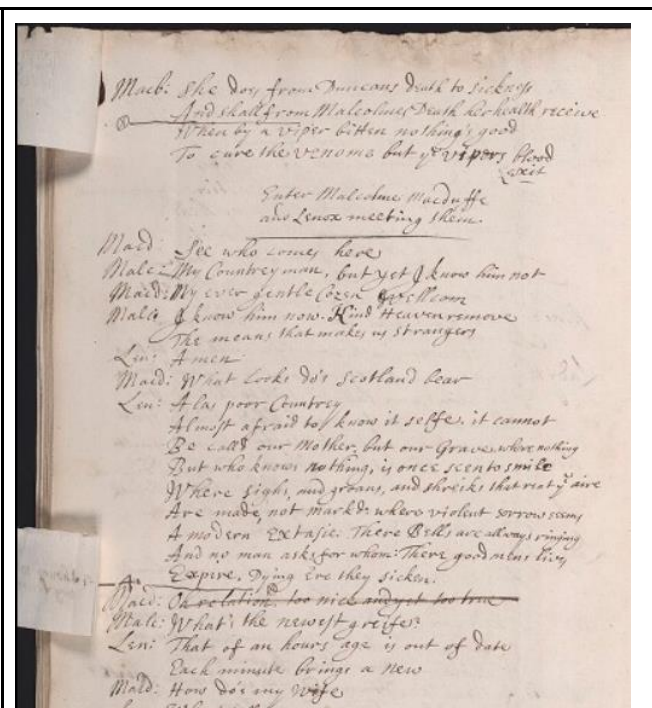 Macb: She dos from Duncans Death to sickness
And shall from Malcolmes Death her health receive
When by a viper bitten nothing's good
To cure the venome but yᵉ vipers blood
exit
Enter Malcolme Macduffe
and Lenox meeting them.
Macd: See who comes here
Malc: My Countreyman, but yet I know him not
Macd: My ever gentle Cozen wellcom
Malc: I know him now. Kind Heaven remove
The means that makes us strangers
Len: Amen
Macd: What Looks do's Scotland bear
Len: Alas poor Countrey
Almost afraid to know it selfe. it cannot
Be call'd our Mother, but our Grave, where nothing
But who knows nothing, is once seen to smile
Where sighs, and groans, and shreiks that rent yᵉ aire
Are made, not markd: where violent sorrow seems
A modern Extasie. There Bells are allways ringing
And no man asks for whom: There good mens lives
Expire, Dying Ere they sicken.
Macd: Oh relation, too nice and yet too true
Malc: What's the newest greife?
Len: That of an hours age is out of date
Each minute brings a new
Macd: How do's my Wife